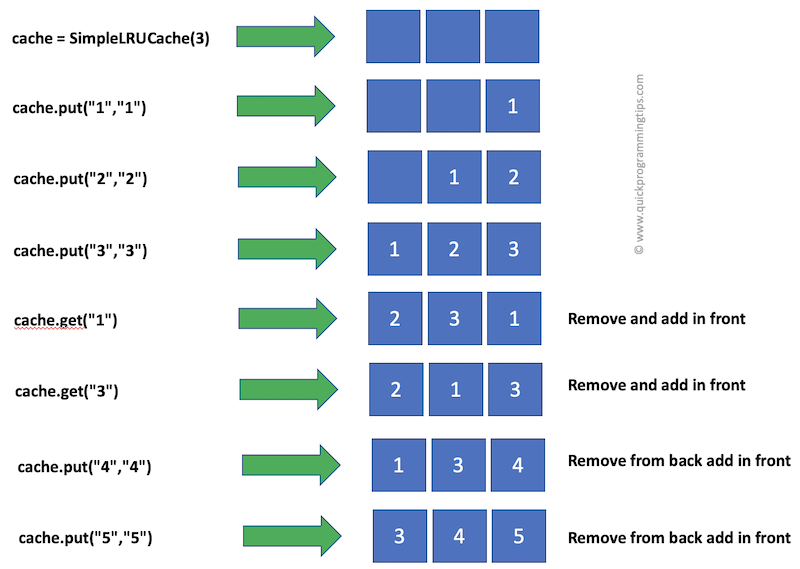 cache = SimpleLRUCache(3)
cache.put("1","1")
1
cache.put("2","2")
1 2
cache.put("3","3")
1 2 3
cache.get("1")
2 3 1
Remove and add in front
cache.get("3")
2 1 3
Remove and add in front
cache.put("4","4")
1 3 4
Remove from back add in front
cache.put("5","5")
3 4 5
Remove from back add in front
© www.quickprogrammingtips.com